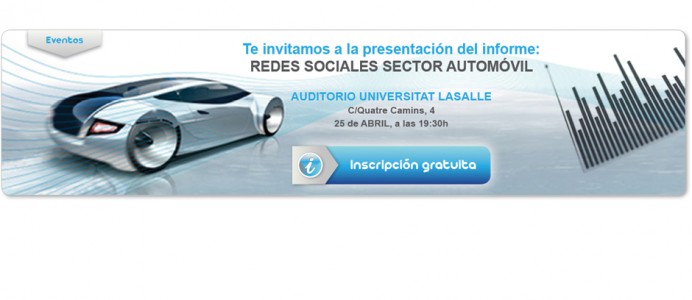 Eventos
Te invitamos a la presentación del informe:
REDES SOCIALES SECTOR AUTOMÓVIL
AUDITORIO UNIVERSITAT LASALLE
C/Quatre Camins, 4
25 de ABRIL, a las 19:30h
i Inscripción gratuita